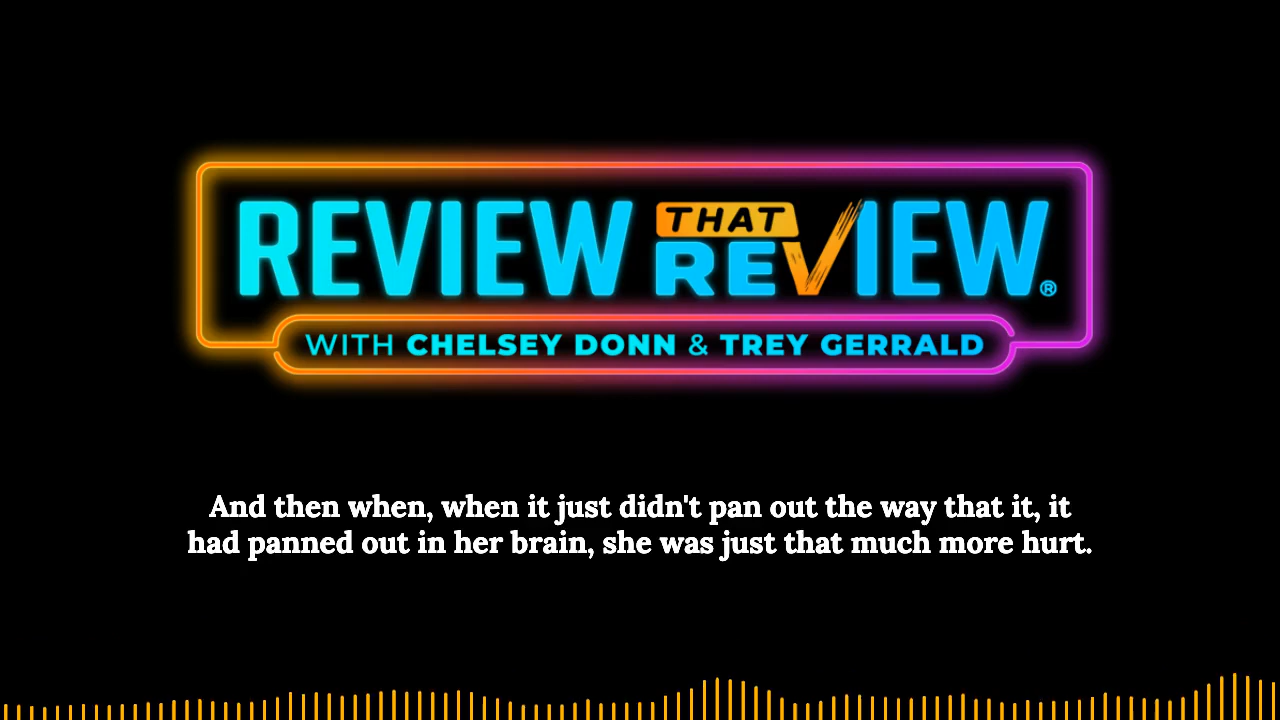 REVIEW THAT REVIEW®
WITH CHELSEY DONN & TREY GERRALD
And then when, when it just didn't pan out the way that it, it
had panned out in her brain, she was just that much more hurt.